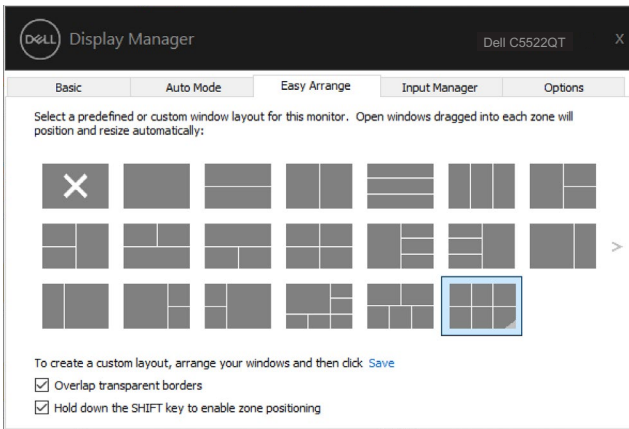 DELL Display Manager Dell C5522QT X
Basic Auto Mode Easy Arrange Input Manager Options
Select a predefined or custom window layout for this monitor. Open windows dragged into each zone will
position and resize automatically:
>
To create a custom layout, arrange your windows and then click Save
Overlap transparent borders
Hold down the SHIFT key to enable zone positioning